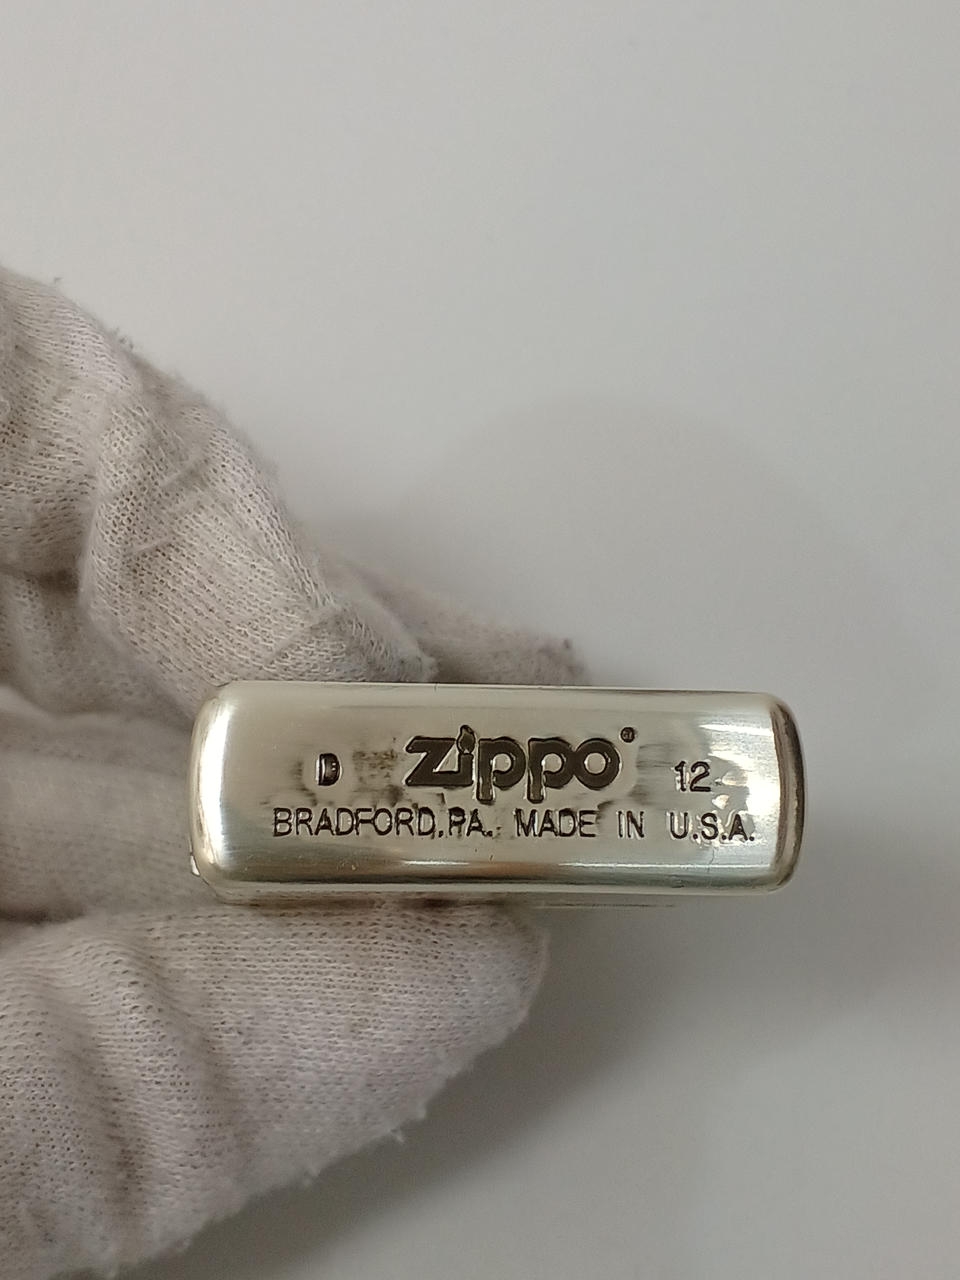 D zippo® 12
BRADFORD,PA. MADE IN U.S.A.